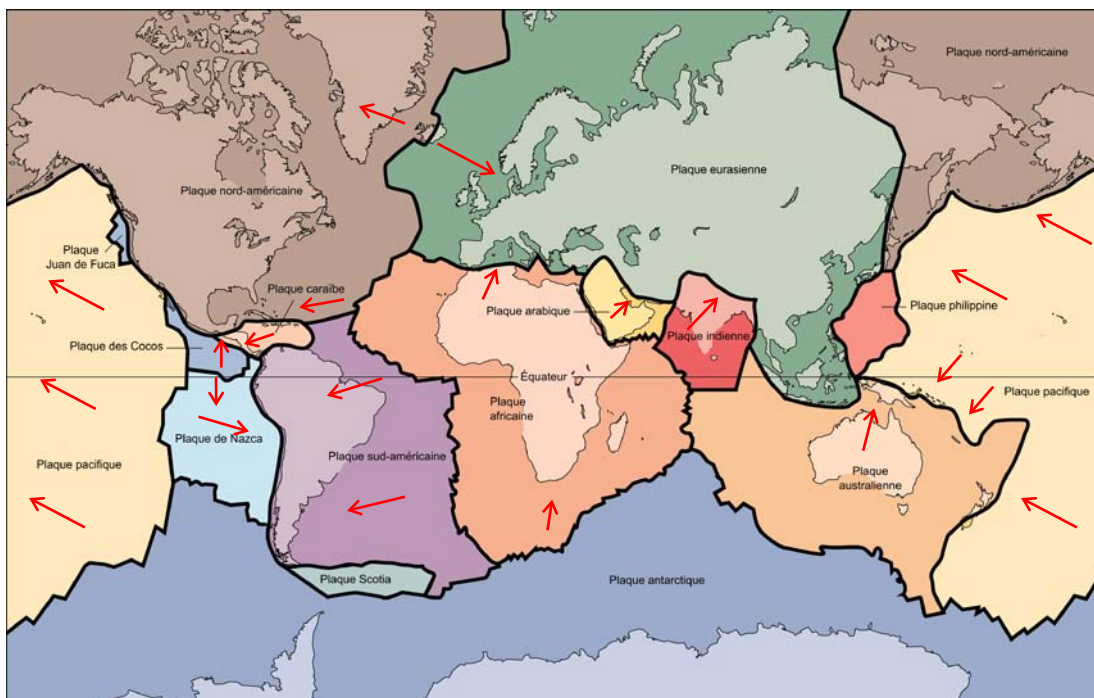 Plaque nord-américaine
Plaque nord-américaine
Plaque eurasienne
Plaque
Juan de Fuca
Plaque caraïbe
Plaque arabique
Plaque philippine
Plaque indienne
Plaque des Cocos
Équateur
Plaque
africaine
Plaque pacifique
Plaque de Nazca
Plaque sud-américaine
Plaque pacifique
Plaque
australienne
Plaque Scotia
Plaque antarctique